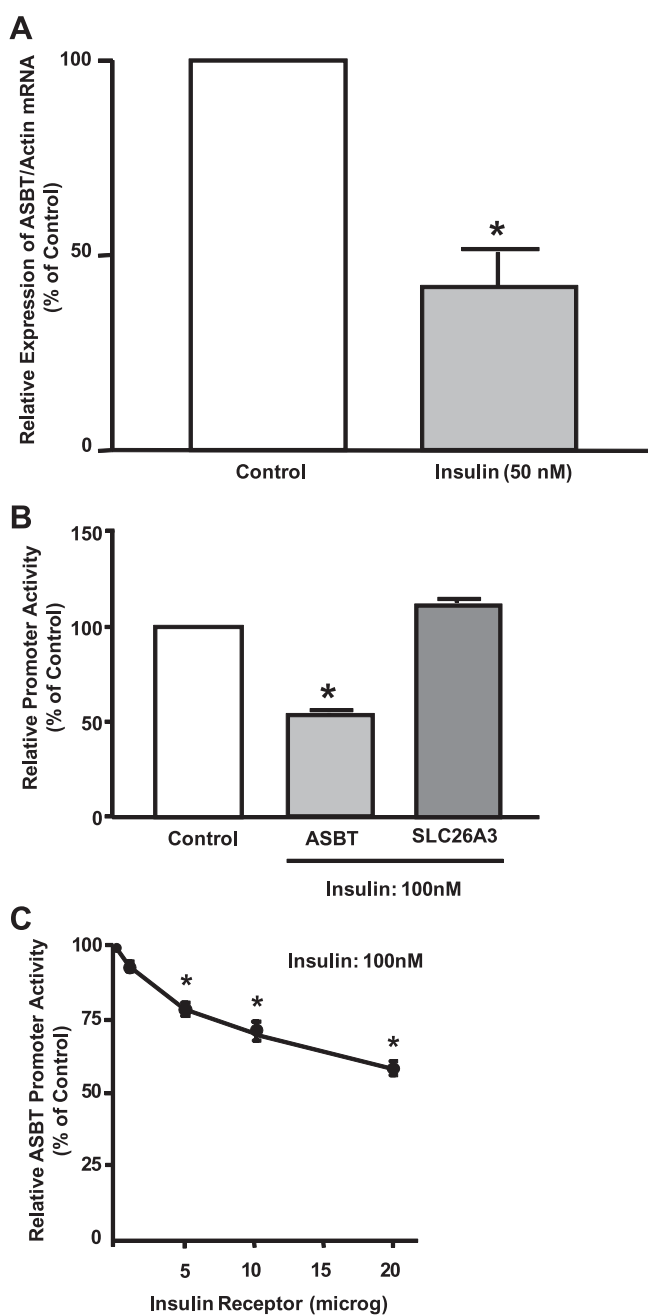 A
Relative Expression of ASBT/Actin mRNA
(% of Control)
100
50
0
*
Control
Insulin (50 nM)
B
Relative Promoter Activity
(% of Control)
150
100
50
0
*
Control
ASBT
SLC26A3
Insulin: 100nM
C
Relative ASBT Promoter Activity
(% of Control)
100
75
50
25
0
Insulin: 100nM
*
*
*
5
10
15
20
Insulin Receptor (microg)